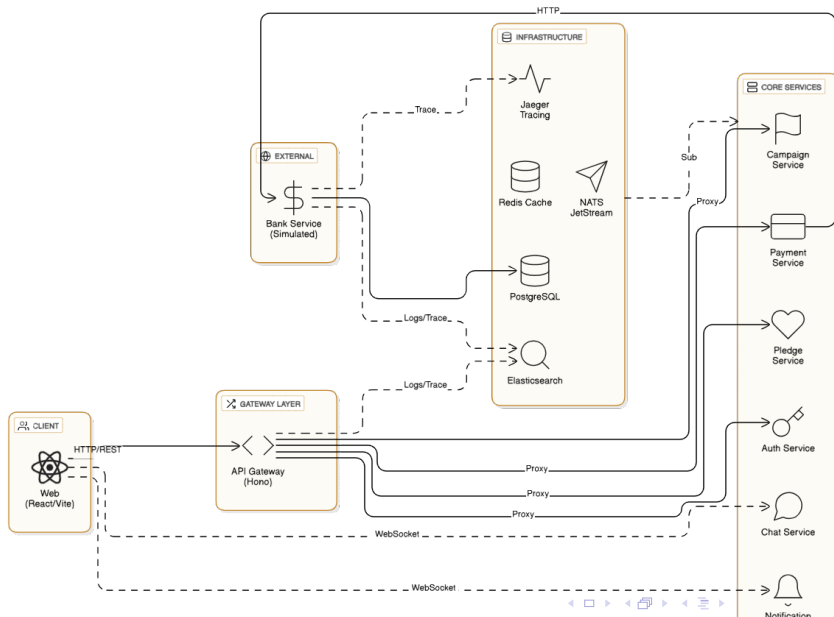 HTTP
INFRASTRUCTURE
Jaeger
Tracing
Trace
CORE SERVICES
Campaign
Service
EXTERNAL
Bank Service
(Simulated)
Redis Cache
NATS
JetStream
Sub
Proxy
Payment
Service
PostgreSQL
Logs/Trace
Elasticsearch
Pledge
Service
Logs/Trace
GATEWAY LAYER
API Gateway
(Hono)
CLIENT
HTTP/REST
Web
(React/Vite)
Auth Service
Proxy
Proxy
Proxy
Chat Service
WebSocket
WebSocket
Notification